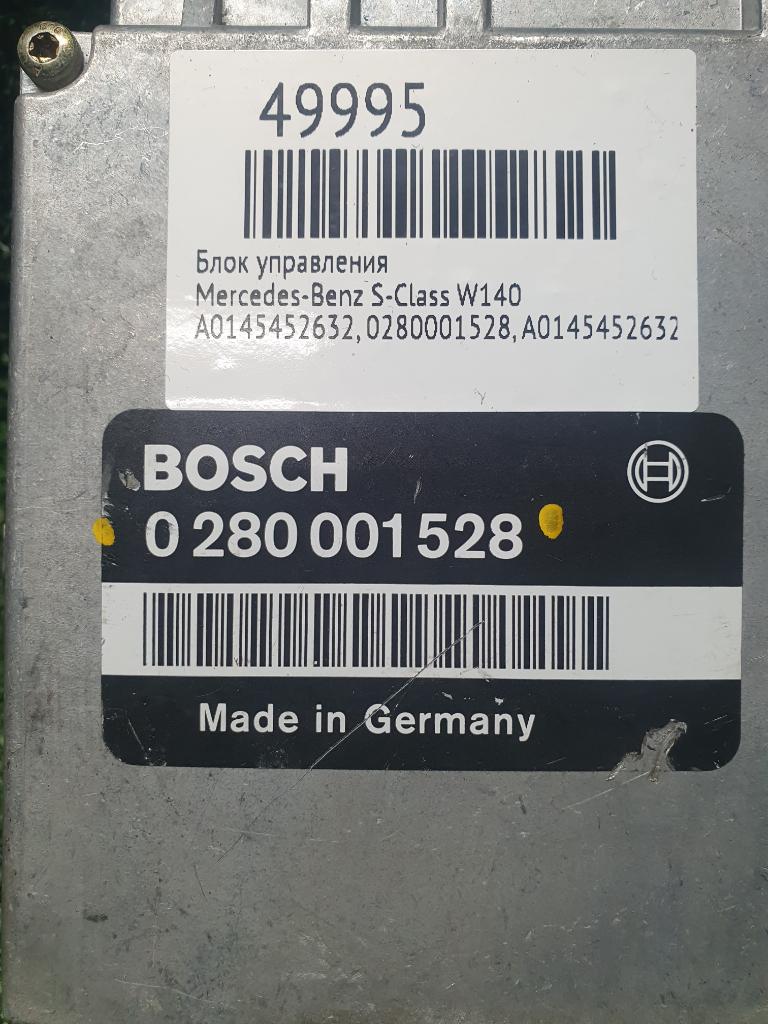 49995
Блок управления
Mercedes-Benz S-Class W140
A0145452632, 0280001528, A0145452632
BOSCH
0 280 001 528
Made in Germany